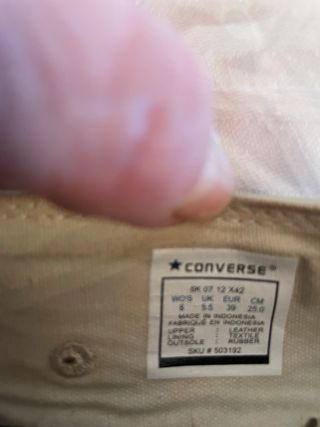 ★CONVERSE®
SK 07 12 X42
WO'S UK EUR CM
8 5.5 39 25.0
MADE IN INDONESIA
FABRIQUÉ EN INDONESIA
UPPER : LEATHER
LINING : TEXTILE
OUTSOLE : RUBBER
SKU # 503192